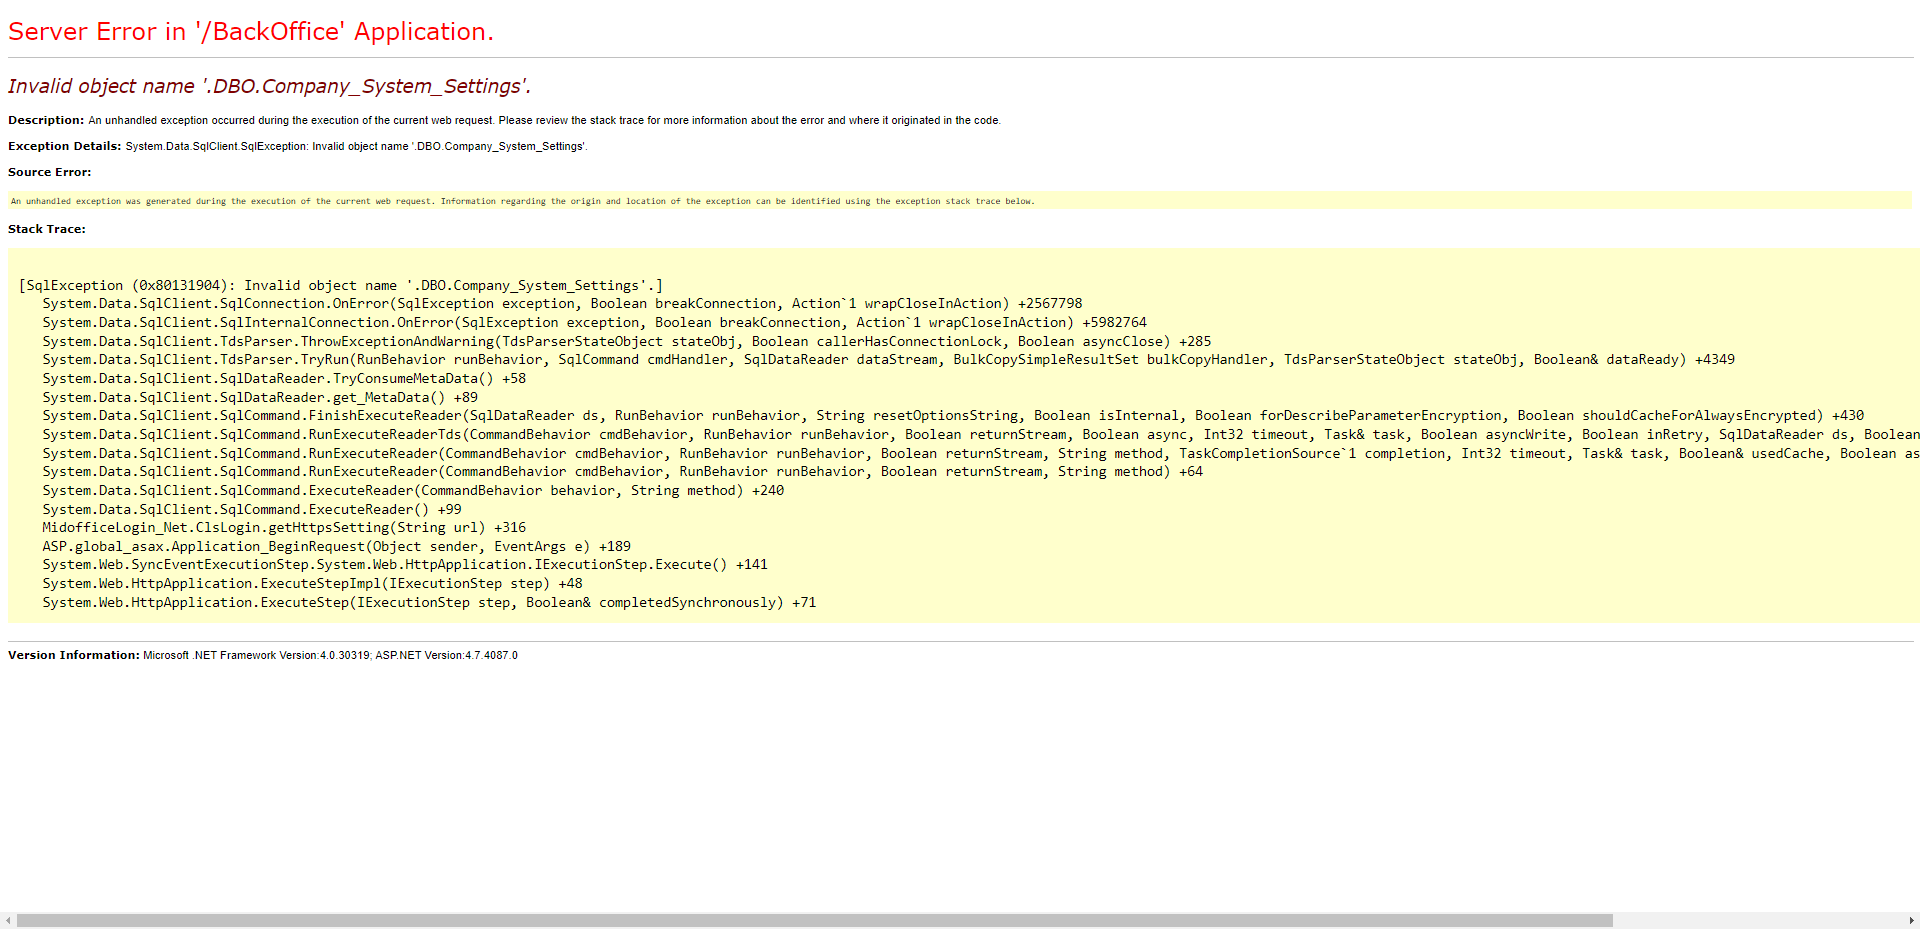 Server Error in '/BackOffice' Application.
Invalid object name '.DBO.Company_System_Settings'.
Description: An unhandled exception occurred during the execution of the current web request. Please review the stack trace for more information about the error and where it originated in the code.
Exception Details: System.Data.SqlClient.SqlException: Invalid object name '.DBO.Company_System_Settings'.
Source Error:
An unhandled exception was generated during the execution of the current web request. Information regarding the origin and location of the exception can be identified using the exception stack trace below.
Stack Trace:
[SqlException (0x80131904): Invalid object name '.DBO.Company_System_Settings'.]
System.Data.SqlClient.SqlConnection.OnError(SqlException exception, Boolean breakConnection, Action`1 wrapCloseInAction) +2567798
System.Data.SqlClient.SqlInternalConnection.OnError(SqlException exception, Boolean breakConnection, Action`1 wrapCloseInAction) +5982764
System.Data.SqlClient.TdsParser.ThrowExceptionAndWarning(TdsParserStateObject stateObj, Boolean callerHasConnectionLock, Boolean asyncClose) +285
System.Data.SqlClient.TdsParser.TryRun(RunBehavior runBehavior, SqlCommand cmdHandler, SqlDataReader dataStream, BulkCopySimpleResultSet bulkCopyHandler, TdsParserStateObject stateObj, Boolean& dataReady) +4349
System.Data.SqlClient.SqlDataReader.TryConsumeMetaData() +58
System.Data.SqlClient.SqlDataReader.get_MetaData() +89
System.Data.SqlClient.SqlCommand.FinishExecuteReader(SqlDataReader ds, RunBehavior runBehavior, String resetOptionsString, Boolean isInternal, Boolean forDescribeParameterEncryption, Boolean shouldCacheForAlwaysEncrypted) +430
System.Data.SqlClient.SqlCommand.RunExecuteReaderTds(CommandBehavior cmdBehavior, RunBehavior runBehavior, Boolean returnStream, Boolean async, Int32 timeout, Task& task, Boolean asyncWrite, Boolean inRetry, SqlDataReader ds, Boolean
System.Data.SqlClient.SqlCommand.RunExecuteReader(CommandBehavior cmdBehavior, RunBehavior runBehavior, Boolean returnStream, String method, TaskCompletionSource`1 completion, Int32 timeout, Task& task, Boolean& usedCache, Boolean as
System.Data.SqlClient.SqlCommand.RunExecuteReader(CommandBehavior cmdBehavior, RunBehavior runBehavior, Boolean returnStream, String method) +64
System.Data.SqlClient.SqlCommand.ExecuteReader(CommandBehavior behavior, String method) +240
System.Data.SqlClient.SqlCommand.ExecuteReader() +99
MidofficeLogin_Net.ClsLogin.getHttpsSetting(String url) +316
ASP.global_asax.Application_BeginRequest(Object sender, EventArgs e) +189
System.Web.SyncEventExecutionStep.System.Web.HttpApplication.IExecutionStep.Execute() +141
System.Web.HttpApplication.ExecuteStepImpl(IExecutionStep step) +48
System.Web.HttpApplication.ExecuteStep(IExecutionStep step, Boolean& completedSynchronously) +71
Version Information: Microsoft .NET Framework Version:4.0.30319; ASP.NET Version:4.7.4087.0